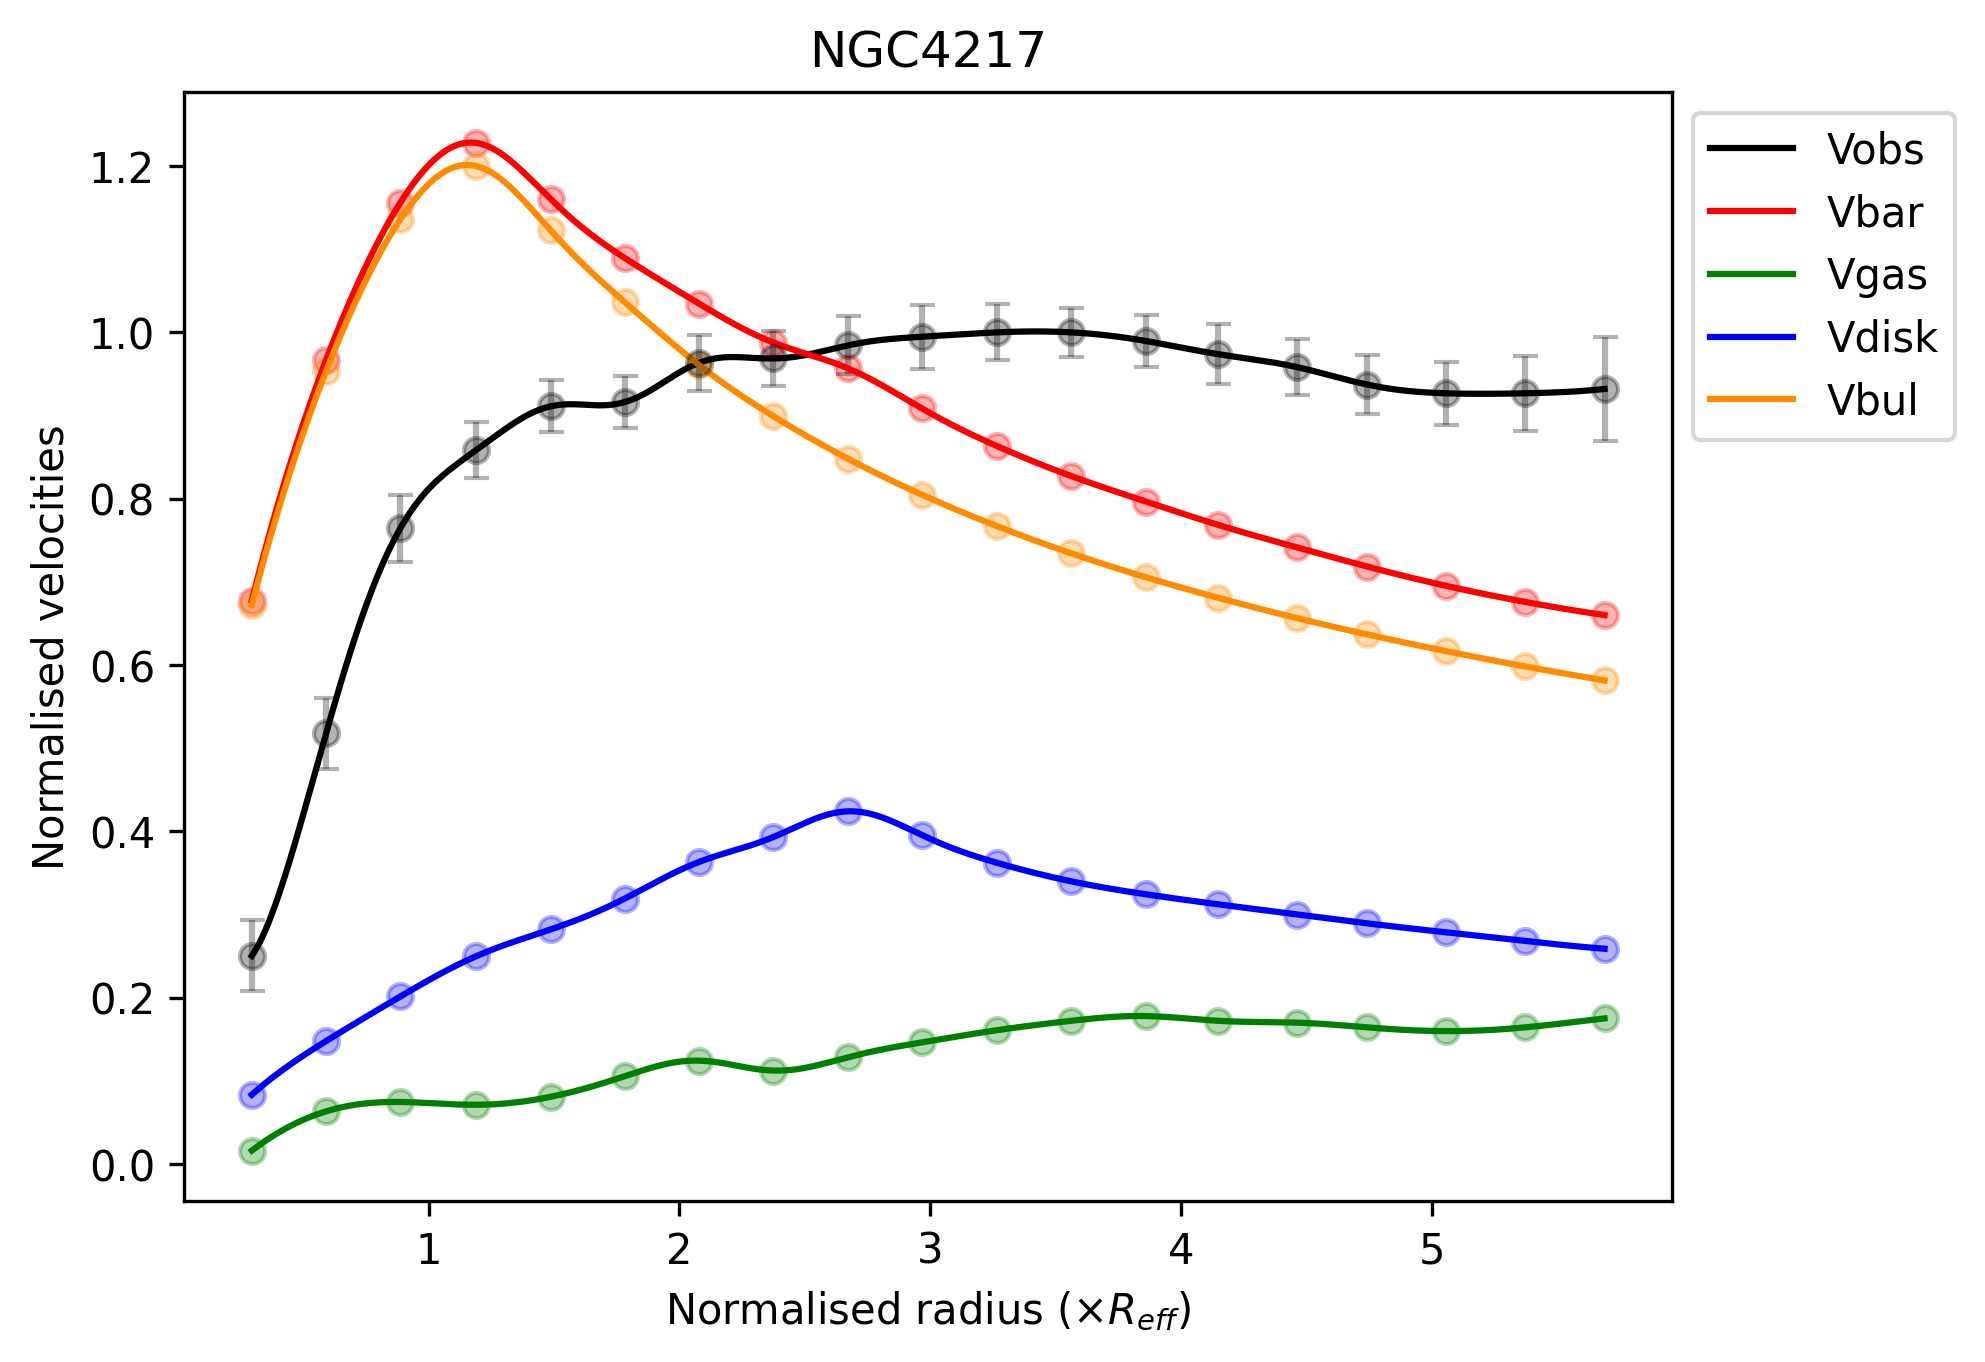 NGC4217
Normalised velocities
1.2
1.0
0.8
0.6
0.4
0.2
0.0
1 2 3 4 5
Normalised radius (×R_eff)
Vobs
Vbar
Vgas
Vdisk
Vbul